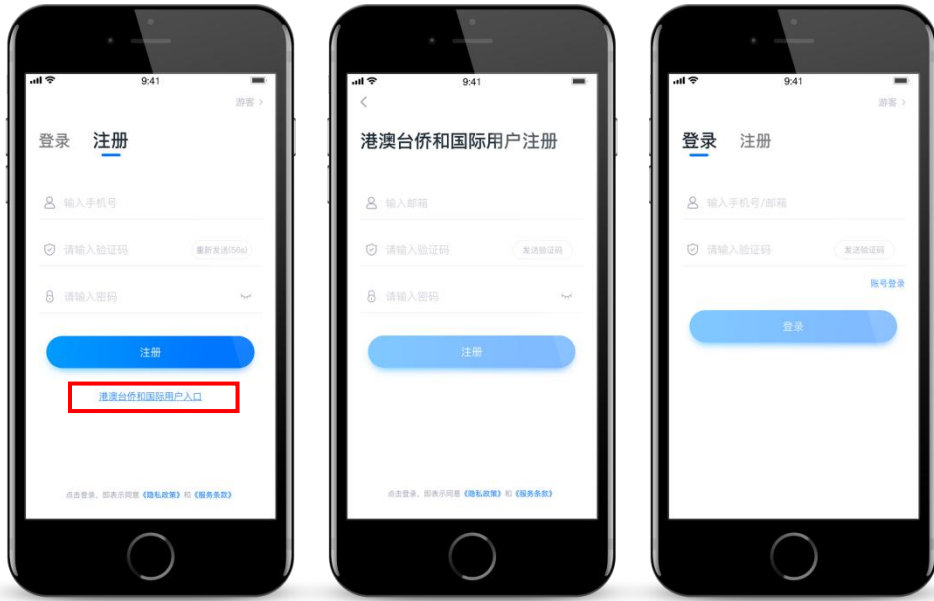 9:41
游客 >
登录 注册
输入手机号
请输入验证码 重新发送(56s)
请输入密码
注册
港澳台侨和国际用户入口
点击登录，即表示同意《隐私政策》和《服务条款》
9:41
港澳台侨和国际用户注册
输入邮箱
请输入验证码 发送验证码
请输入密码
注册
点击登录，即表示同意《隐私政策》和《服务条款》
9:41
游客 >
登录 注册
输入手机号/邮箱
请输入验证码 发送验证码
账号登录
登录